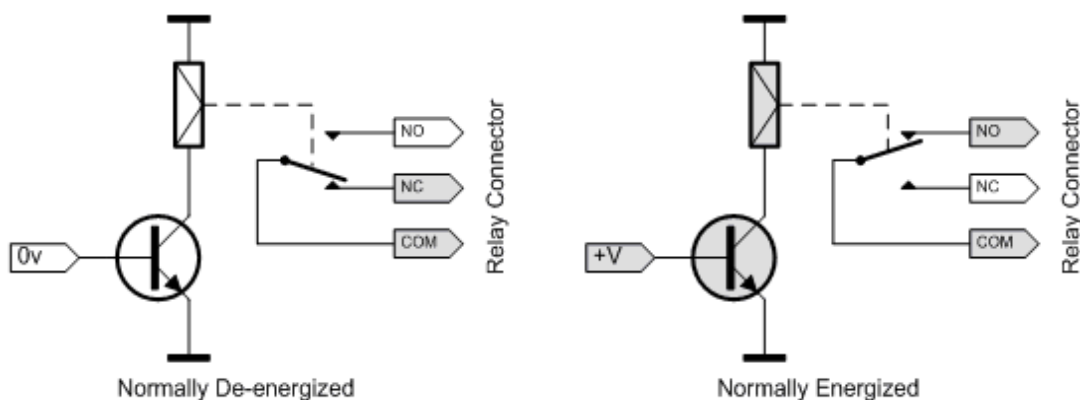 NO
NC
COM
Relay Connector
0v
Normally De-energized
NO
NC
COM
Relay Connector
+V
Normally Energized